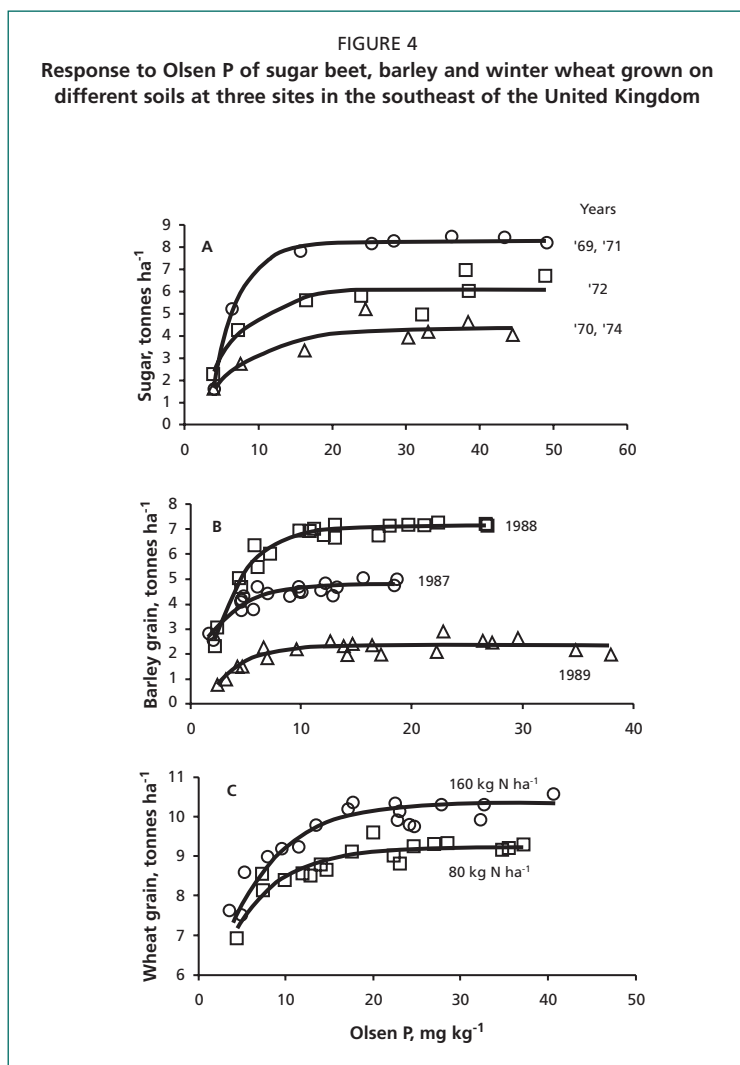 FIGURE 4
Response to Olsen P of sugar beet, barley and winter wheat grown on
different soils at three sites in the southeast of the United Kingdom
Years
A
'69, '71
'72
'70, '74
Sugar, tonnes ha⁻¹
9
8
7
6
5
4
3
2
1
0
0 10 20 30 40 50 60
B
1988
1987
1989
Barley grain, tonnes ha⁻¹
8
7
6
5
4
3
2
1
0
0 10 20 30 40
C
160 kg N ha⁻¹
80 kg N ha⁻¹
Wheat grain, tonnes ha⁻¹
11
10
9
8
7
6
0 10 20 30 40 50
Olsen P, mg kg⁻¹